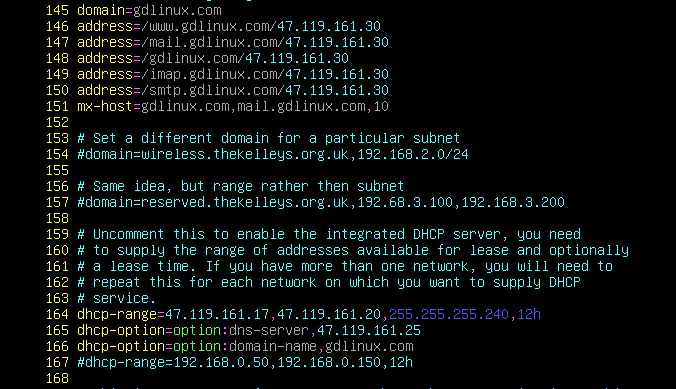 145 domain=gdlinux.com
146 address=/www.gdlinux.com/47.119.161.30
147 address=/mail.gdlinux.com/47.119.161.30
148 address=/gdlinux.com/47.119.161.30
149 address=/imap.gdlinux.com/47.119.161.30
150 address=/smtp.gdlinux.com/47.119.161.30
151 mx-host=gdlinux.com,mail.gdlinux.com,10
152
153 # Set a different domain for a particular subnet
154 #domain=wireless.thekelleys.org.uk,192.168.2.0/24
155
156 # Same idea, but range rather then subnet
157 #domain=reserved.thekelleys.org.uk,192.68.3.100,192.168.3.200
158
159 # Uncomment this to enable the integrated DHCP server, you need
160 # to supply the range of addresses available for lease and optionally
161 # a lease time. If you have more than one network, you will need to
162 # repeat this for each network on which you want to supply DHCP
163 # service.
164 dhcp-range=47.119.161.17,47.119.161.20,255.255.255.240,12h
165 dhcp-option=option:dns-server,47.119.161.25
166 dhcp-option=option:domain-name,gdlinux.com
167 #dhcp-range=192.168.0.50,192.168.0.150,12h
168